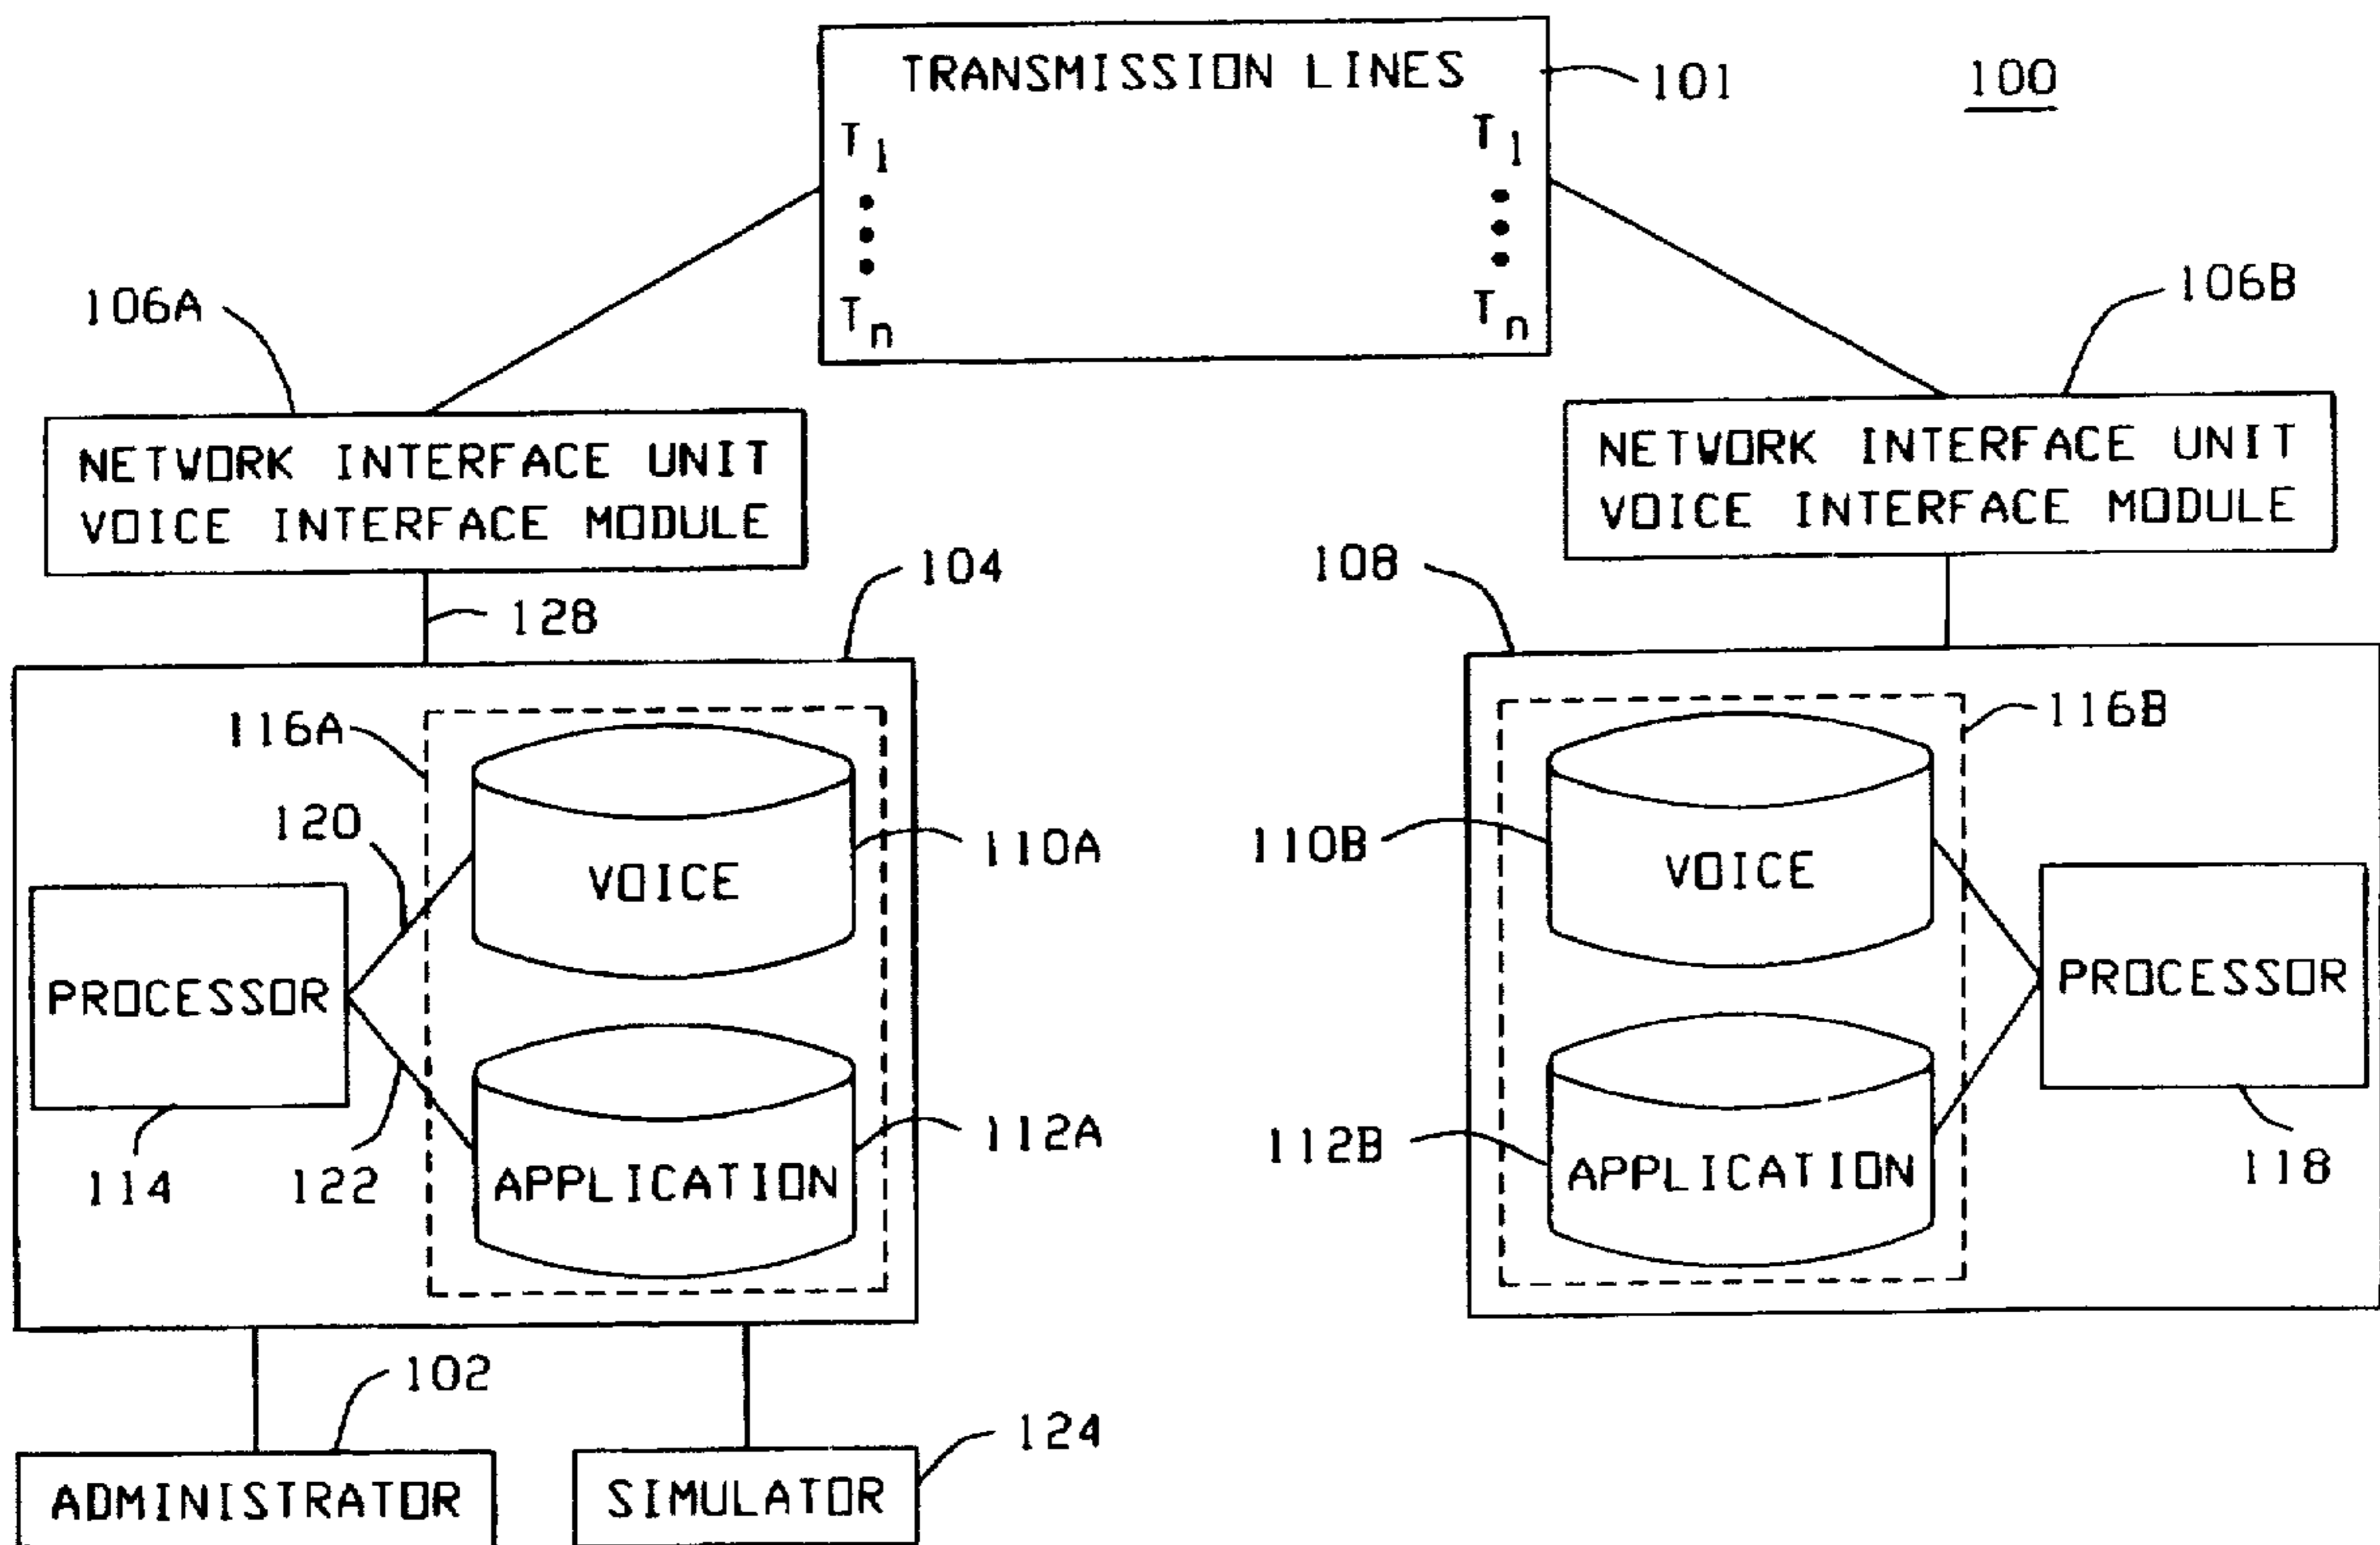 TRANSMISSION LINES
101
100
T1
T1
Tn
Tn
106A
106B
NETWORK INTERFACE UNIT
VOICE INTERFACE MODULE
NETWORK INTERFACE UNIT
VOICE INTERFACE MODULE
128
104
108
116A
116B
120
VOICE
110A
110B
VOICE
PROCESSOR
PROCESSOR
114
122
APPLICATION
112A
112B
APPLICATION
118
102
124
ADMINISTRATOR
SIMULATOR